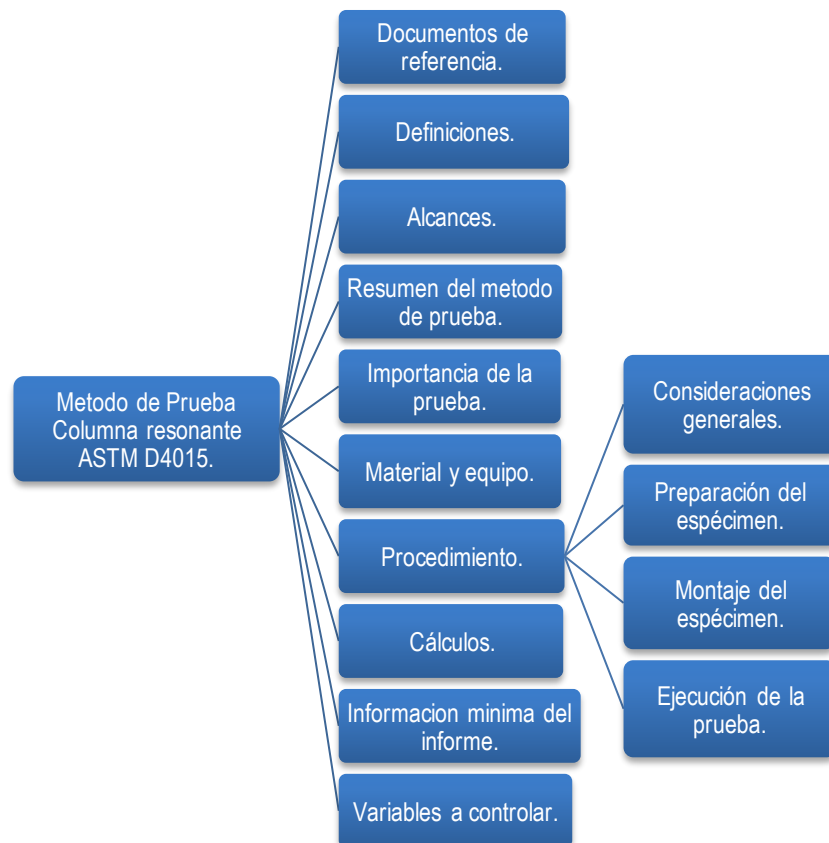 Metodo de Prueba
Columna resonante
ASTM D4015.
Documentos de
referencia.
Definiciones.
Alcances.
Resumen del metodo
de prueba.
Importancia de la
prueba.
Material y equipo.
Procedimiento.
Consideraciones
generales.
Preparación del
espécimen.
Montaje del
espécimen.
Ejecución de la
prueba.
Cálculos.
Informacion minima del
informe.
Variables a controlar.